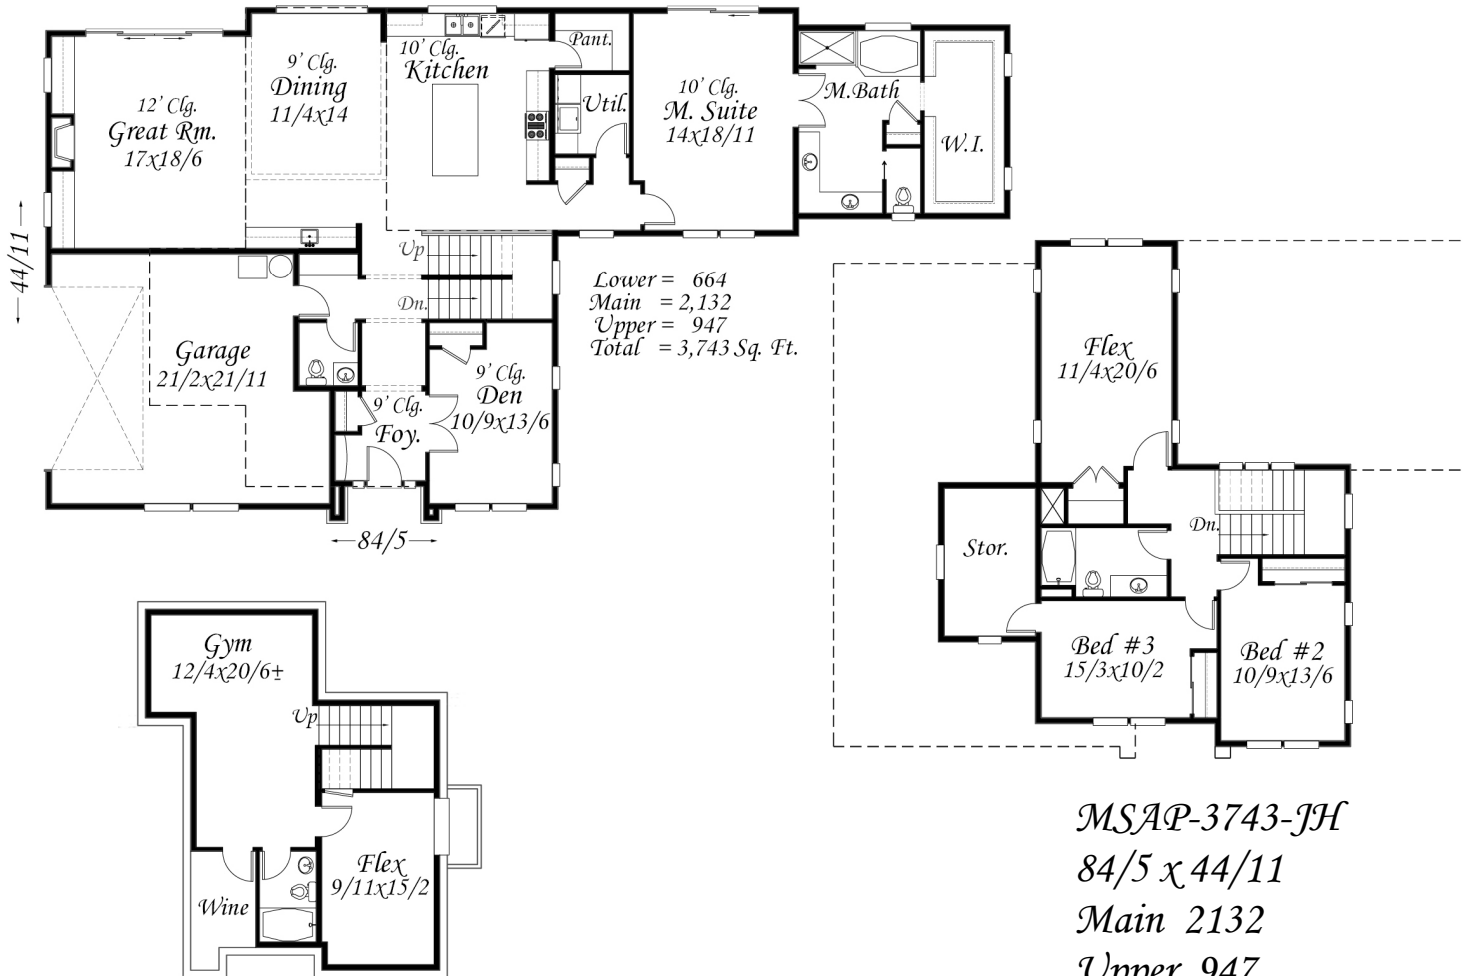 12' Clg.
Great Rm.
17x18/6
9' Clg.
Dining
11/4x14
10' Clg.
Kitchen
Pant.
Util.
10' Clg.
M. Suite
14x18/11
M.Bath
W.I.
44/11
Up
Dn.
Garage
21/2x21/11
9' Clg.
Den
10/9x13/6
9' Clg.
Foy.
84/5
Lower = 664
Main = 2,132
Upper = 947
Total = 3,743 Sq. Ft.
Flex
11/4x20/6
Stor.
Dn.
Bed #3
15/3x10/2
Bed #2
10/9x13/6
Gym
12/4x20/6±
Up
Flex
9/11x15/2
Wine
MSAP-3743-JH
84/5 x 44/11
Main 2132
Upper 947